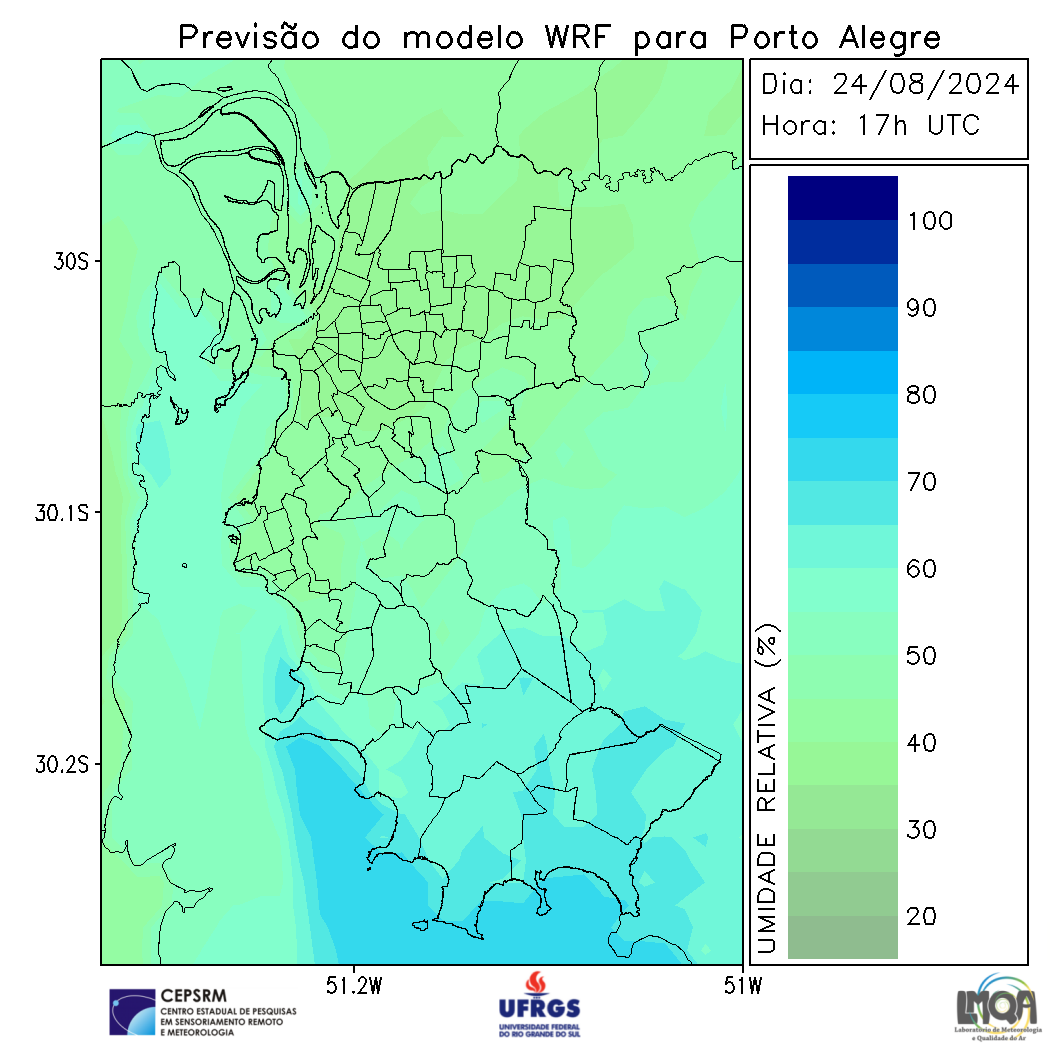 Previsão do modelo WRF para Porto Alegre
Dia: 24/08/2024
Hora: 17h UTC
30S
30.1S
30.2S
51.2W
51W
100
90
80
70
60
50
40
30
20
UMIDADE RELATIVA (%)
CEPSRM
CENTRO ESTADUAL DE PESQUISAS
EM SENSORIAMENTO REMOTO
E METEOROLOGIA
UFRGS
UNIVERSIDADE FEDERAL
DO RIO GRANDE DO SUL
LMQA
Laboratório de Meteorologia
e Qualidade do Ar